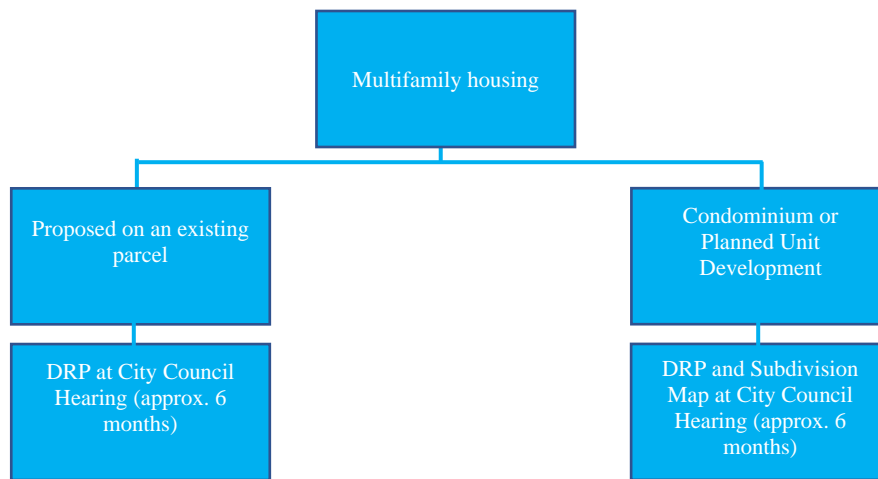 Multifamily housing
Proposed on an existing
parcel
Condominium or
Planned Unit
Development
DRP at City Council
Hearing (approx. 6
months)
DRP and Subdivision
Map at City Council
Hearing (approx. 6
months)